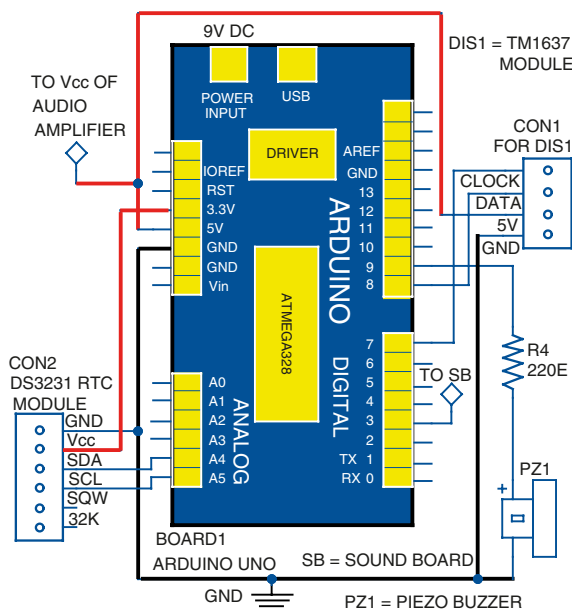 9V DC
DIS1 = TM1637
MODULE
TO Vcc OF
AUDIO
AMPLIFIER
POWER
INPUT
USB
CON1
FOR DIS1
DRIVER
IOREF
RST
3.3V
5V
GND
GND
Vin
AREF
GND
13
12
11
10
9
8
ARDUINO
CLOCK
DATA
5V
GND
ATMEGA328
7
6
5
4
3
2
TX 1
RX 0
DIGITAL
TO SB
R4
220E
CON2
DS3231 RTC
MODULE
GND
Vcc
SDA
SCL
SQW
32K
A0
A1
A2
A3
A4
A5
ANALOG
PZ1
+
BOARD1
ARDUINO UNO
SB = SOUND BOARD
GND
PZ1 = PIEZO BUZZER